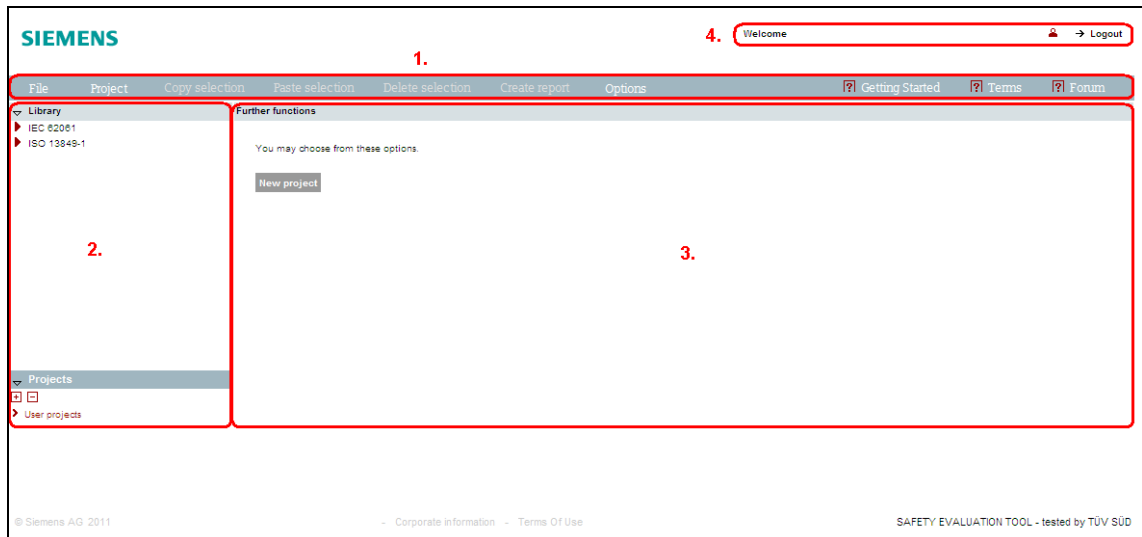 SIEMENS
4. Welcome → Logout
1.
File Project Copy selection Paste selection Delete selection Create report Options ? Getting Started ? Terms ? Forum
Library
IEC 62061
ISO 13849-1
2.
Projects
User projects
Further functions
You may choose from these options.
New project
3.
© Siemens AG 2011 - Corporate information - Terms Of Use SAFETY EVALUATION TOOL - tested by TÜV SÜD